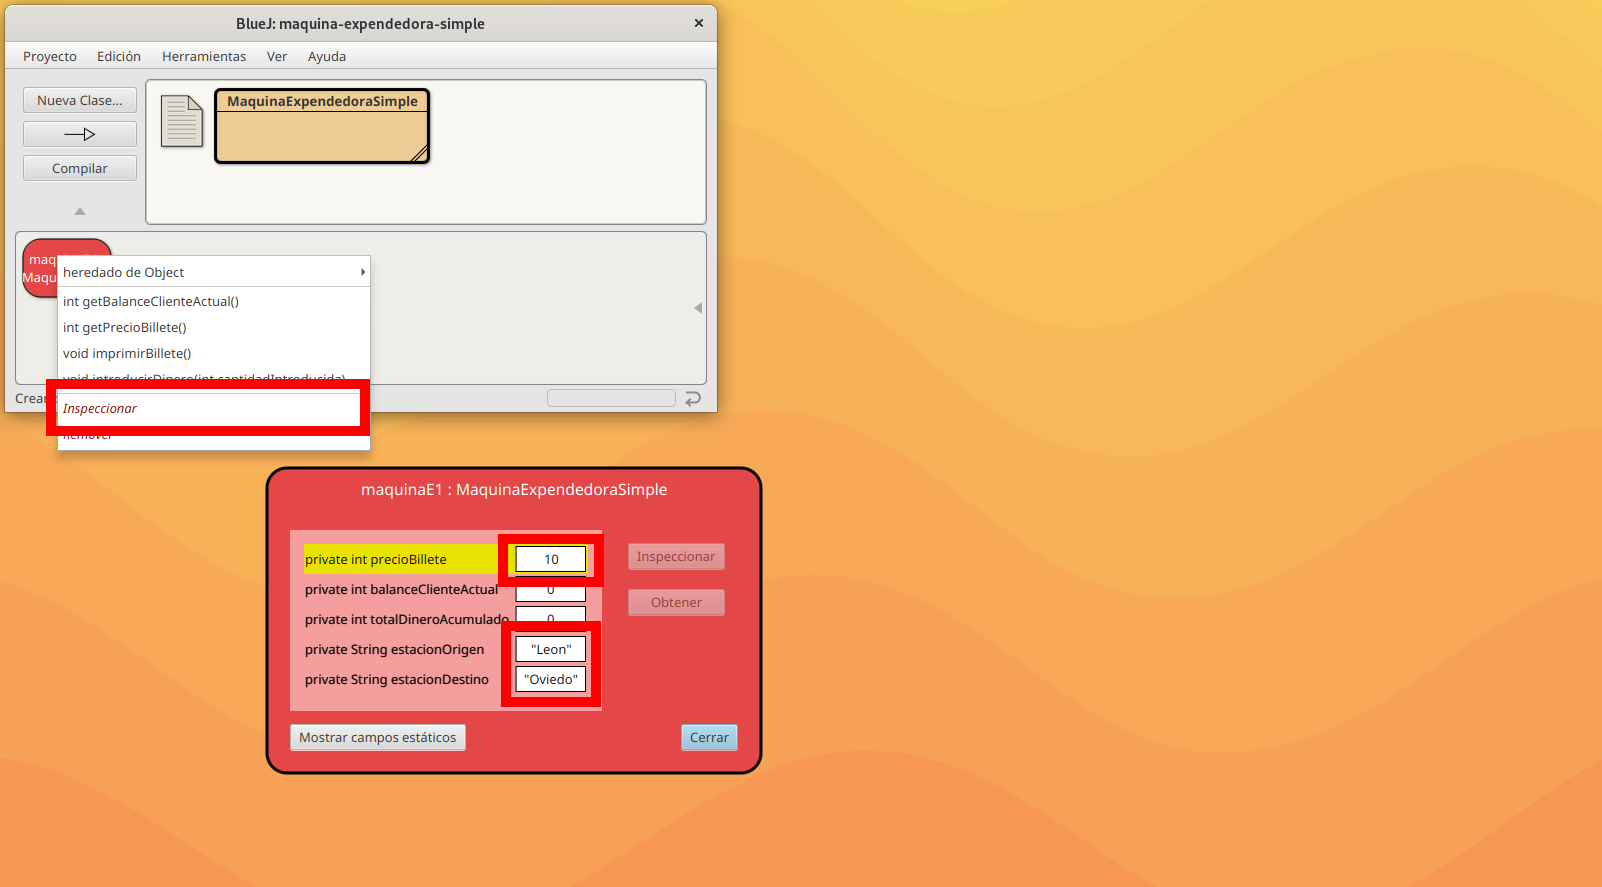 BlueJ: maquina-expendedora-simple
Proyecto Edición Herramientas Ver Ayuda
Nueva Clase...
MaquinaExpendedoraSimple
Compilar
maq
Maqu
heredado de Object
int getBalanceClienteActual()
int getPrecioBillete()
void imprimirBillete()
void introducirDinero(int cantidadIntroducida)
Crean
Inspeccionar
Remover
maquinaE1 : MaquinaExpendedoraSimple
private int precioBillete 10
Inspeccionar
private int balanceClienteActual 0
Obtener
private int totalDineroAcumulado 0
private String estacionOrigen "Leon"
private String estacionDestino "Oviedo"
Mostrar campos estáticos
Cerrar